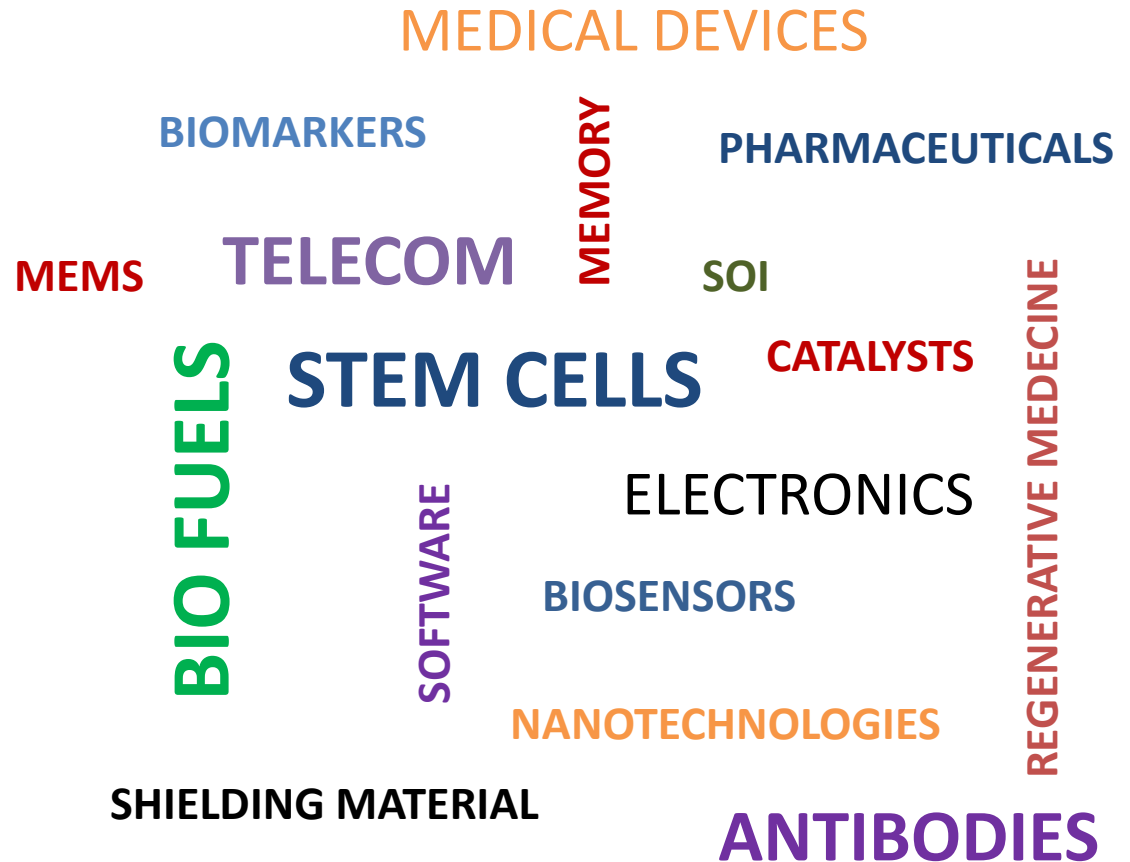 MEDICAL DEVICES
BIOMARKERS
MEMORY
PHARMACEUTICALS
TELECOM
MEMS
SOI
REGENERATIVE MEDECINE
CATALYSTS
STEM CELLS
BIO FUELS
ELECTRONICS
SOFTWARE
BIOSENSORS
NANOTECHNOLOGIES
SHIELDING MATERIAL
ANTIBODIES